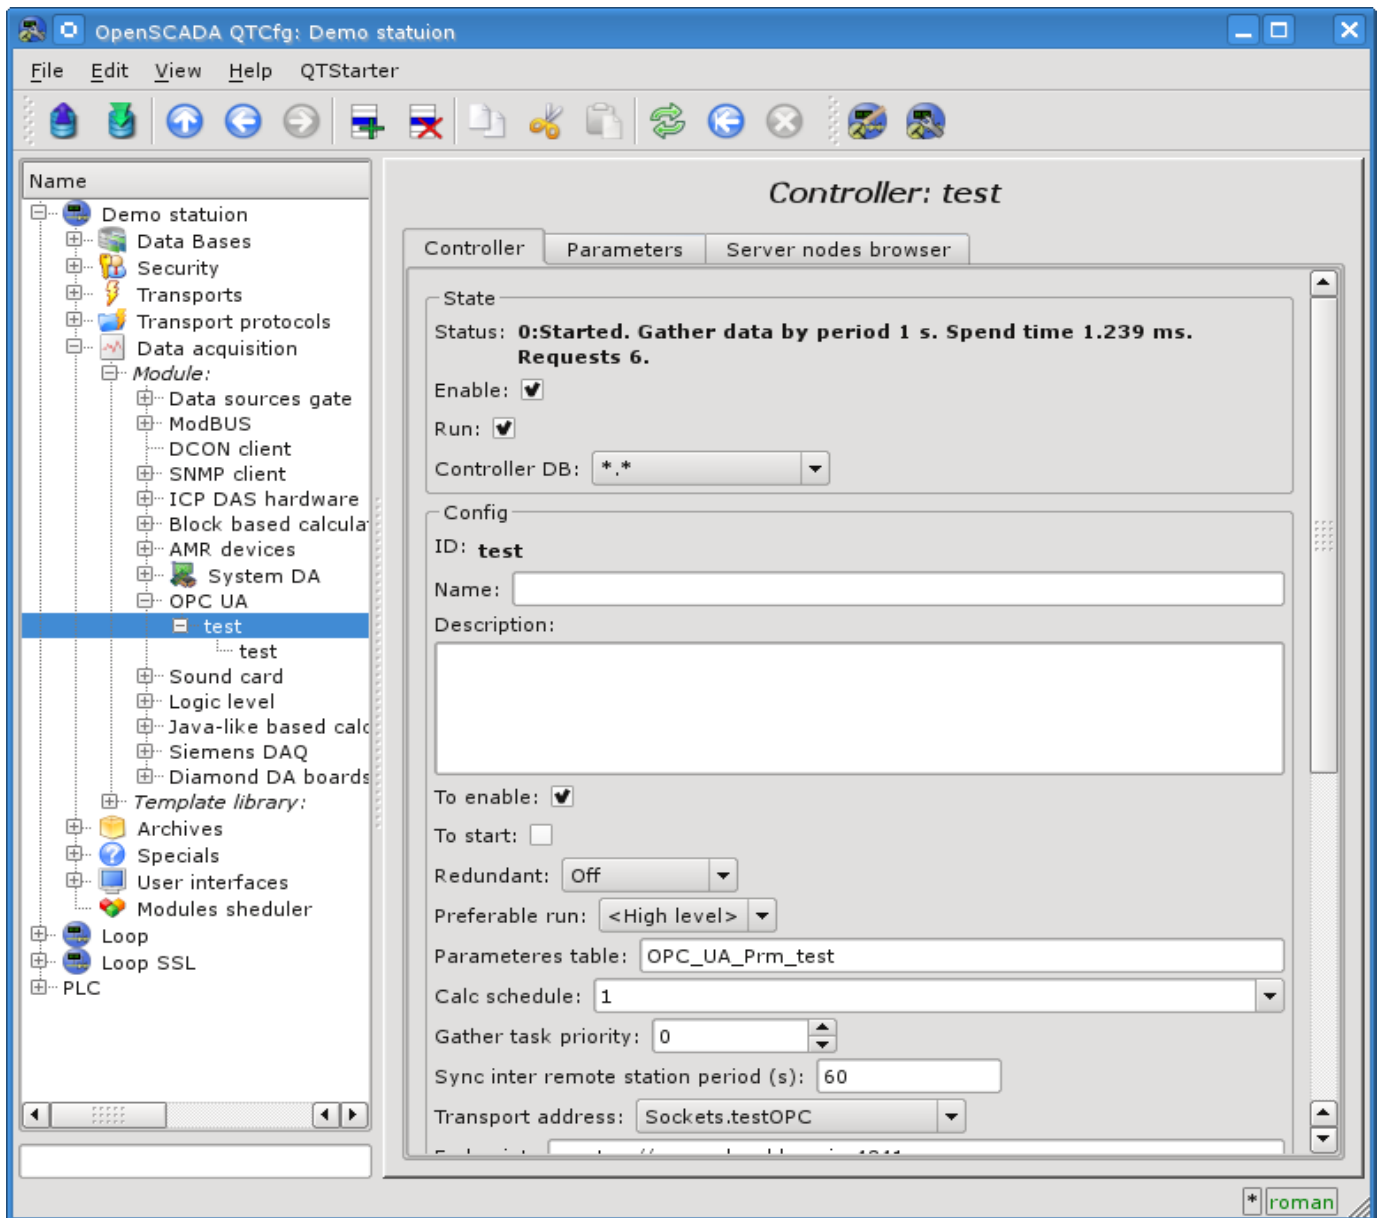 OpenSCADA QTCfg: Demo statuion
File Edit View Help QTStarter
Name
Demo statuion
Data Bases
Security
Transports
Transport protocols
Data acquisition
Module:
Data sources gate
ModBUS
DCON client
SNMP client
ICP DAS hardware
Block based calcula
AMR devices
System DA
OPC UA
test
test
Sound card
Logic level
Java-like based calc
Siemens DAQ
Diamond DA boards
Template library:
Archives
Specials
User interfaces
Modules sheduler
Loop
Loop SSL
PLC
Controller: test
Controller Parameters Server nodes browser
State
Status: 0:Started. Gather data by period 1 s. Spend time 1.239 ms.
Requests 6.
Enable:
Run:
Controller DB: *.*
Config
ID: test
Name:
Description:
To enable:
To start:
Redundant: Off
Preferable run: <High level>
Parameteres table: OPC_UA_Prm_test
Calc schedule: 1
Gather task priority: 0
Sync inter remote station period (s): 60
Transport address: Sockets.testOPC
* roman